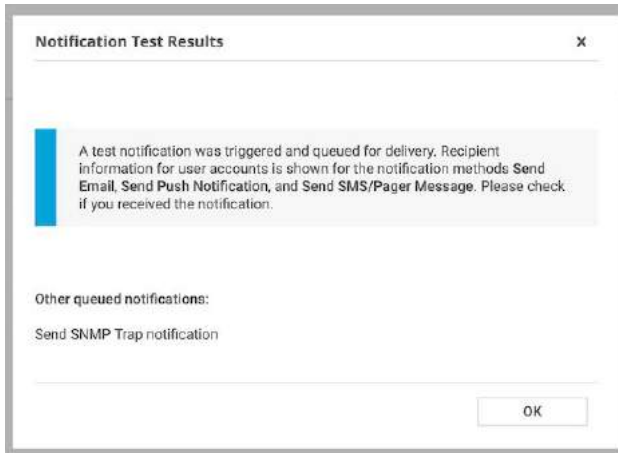 Notification Test Results
x
A test notification was triggered and queued for delivery. Recipient
information for user accounts is shown for the notification methods Send
Email, Send Push Notification, and Send SMS/Pager Message. Please check
if you received the notification.
Other queued notifications:
Send SNMP Trap notification
OK